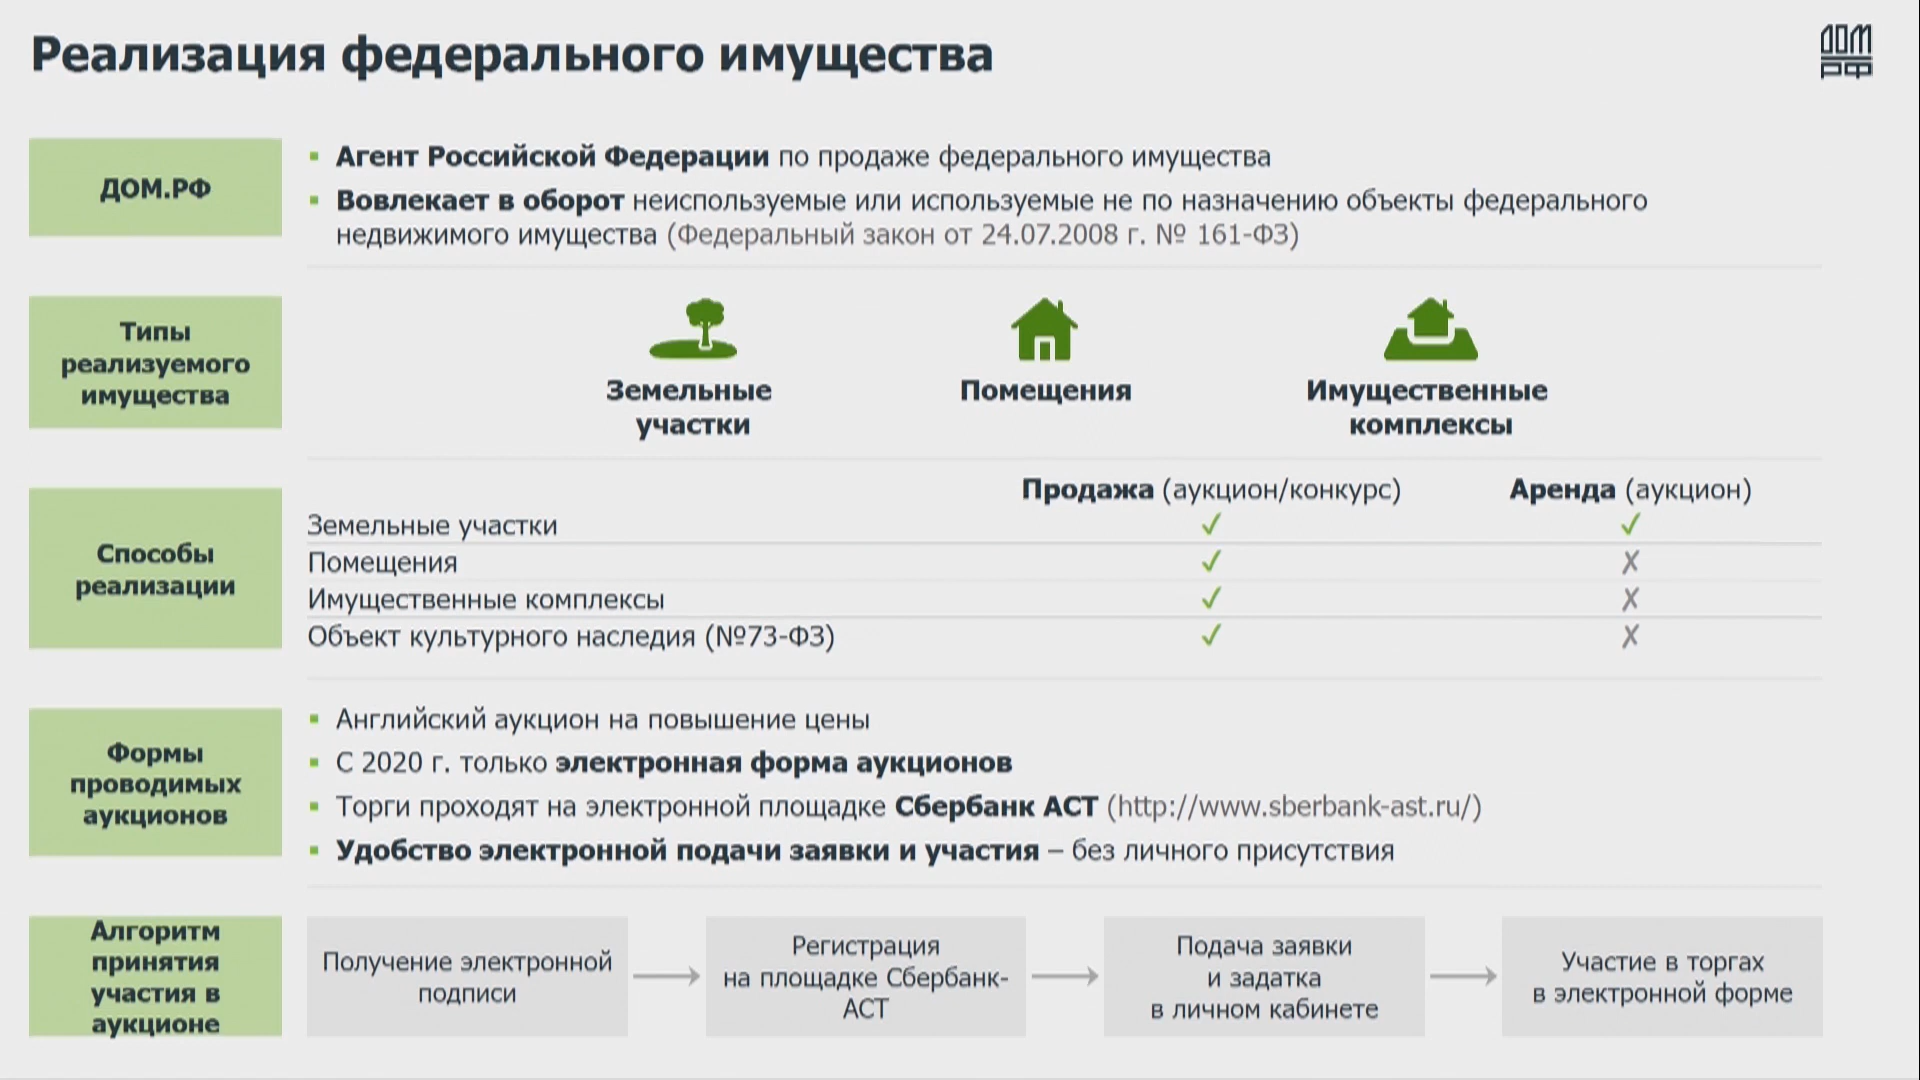 Реализация федерального имущества
ДОМ
РФ
ДОМ.РФ
▪ Агент Российской Федерации по продаже федерального имущества
▪ Вовлекает в оборот неиспользуемые или используемые не по назначению объекты федерального
недвижимого имущества (Федеральный закон от 24.07.2008 г. № 161-ФЗ)
Типы
реализуемого
имущества
Земельные
участки
Помещения
Имущественные
комплексы
Способы
реализации
Продажа (аукцион/конкурс) Аренда (аукцион)
Земельные участки ✓ ✓
Помещения ✓ ✗
Имущественные комплексы ✓ ✗
Объект культурного наследия (№73-ФЗ) ✓ ✗
Формы
проводимых
аукционов
▪ Английский аукцион на повышение цены
▪ С 2020 г. только электронная форма аукционов
▪ Торги проходят на электронной площадке Сбербанк АСТ (http://www.sberbank-ast.ru/)
▪ Удобство электронной подачи заявки и участия – без личного присутствия
Алгоритм
принятия
участия в
аукционе
Получение электронной
подписи
Регистрация
на площадке Сбербанк-
АСТ
Подача заявки
и задатка
в личном кабинете
Участие в торгах
в электронной форме